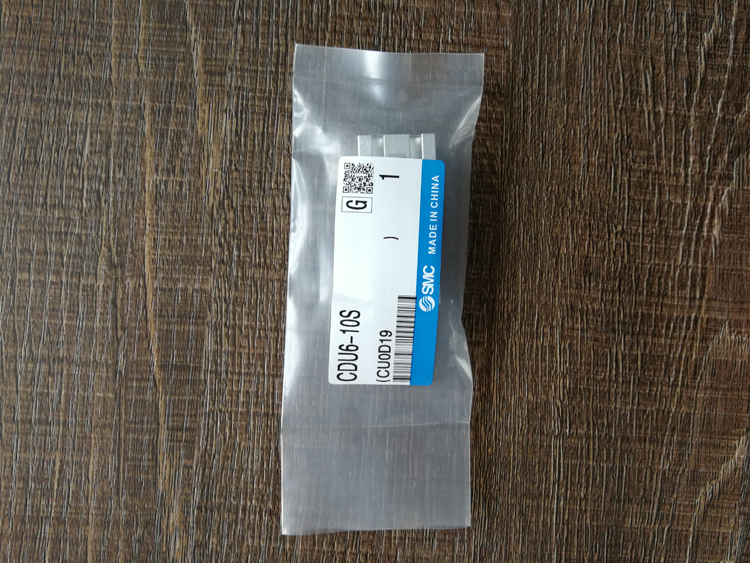 CDU6-10S
G
(CU0D19
)
1
SMC
MADE IN CHINA